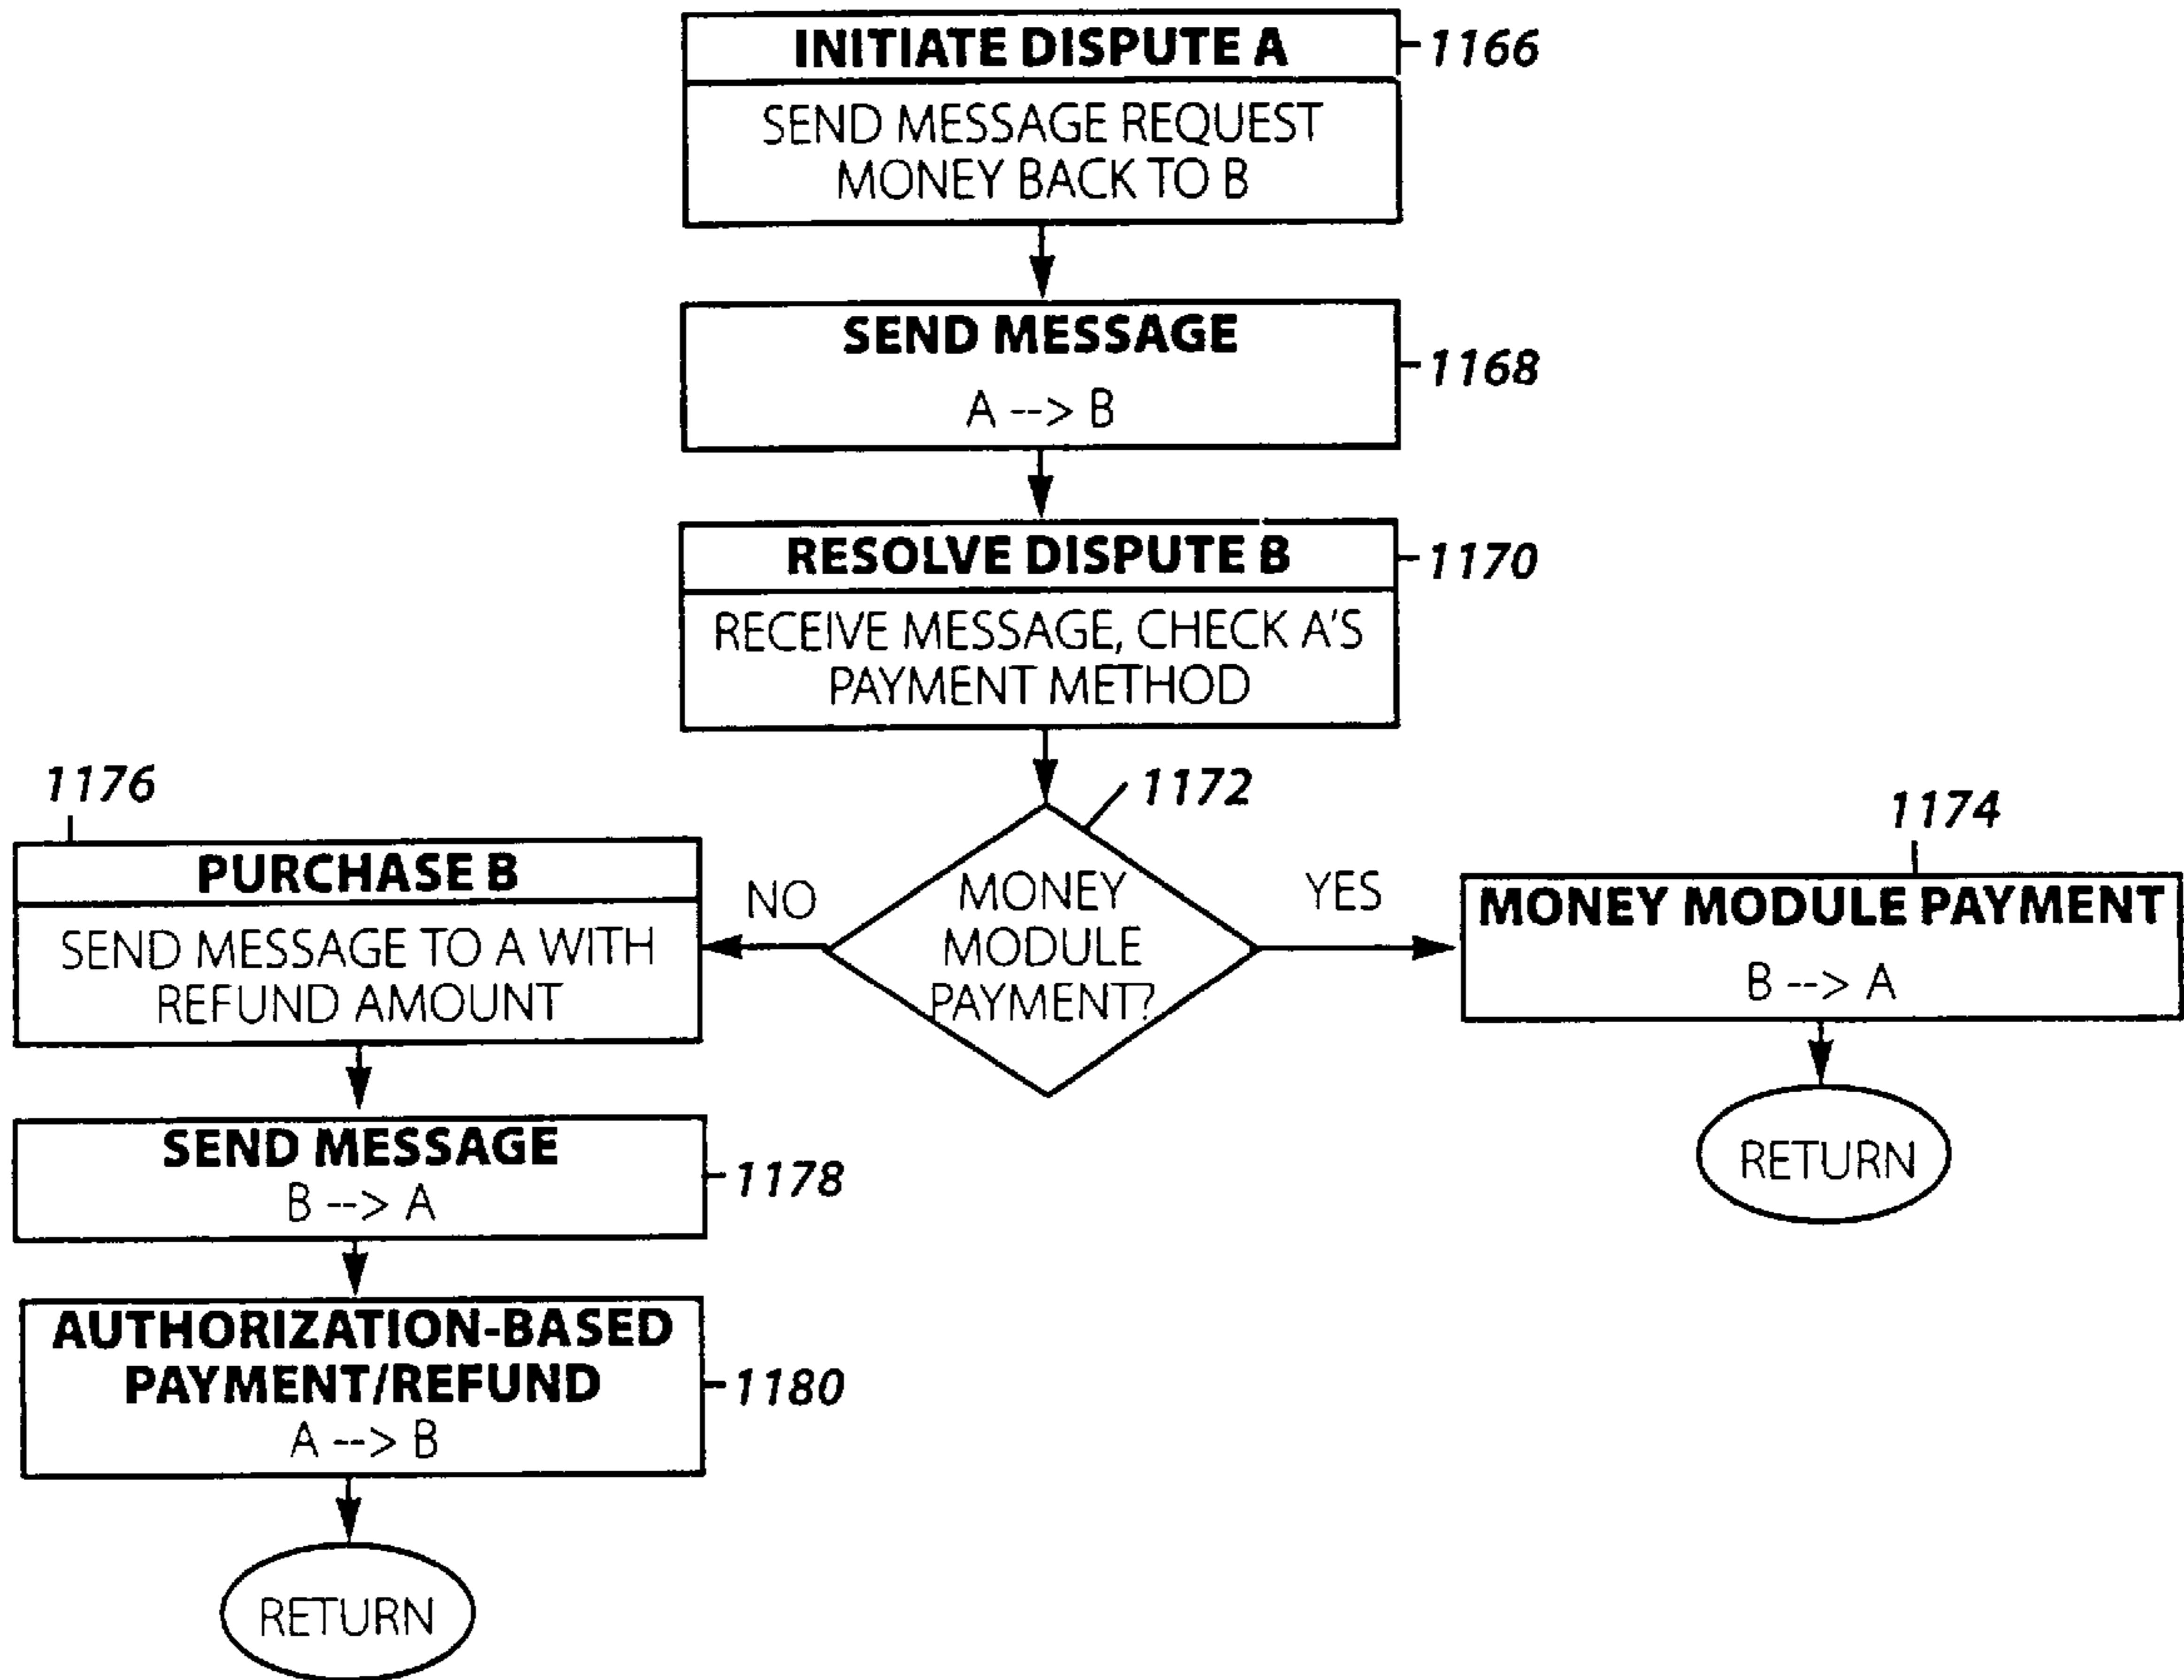 INITIATE DISPUTE A
1166
SEND MESSAGE REQUEST
MONEY BACK TO B
SEND MESSAGE
1168
A --> B
RESOLVE DISPUTE B
1170
RECEIVE MESSAGE, CHECK A'S
PAYMENT METHOD
1172
MONEY
MODULE
PAYMENT?
NO
YES
1176
PURCHASE B
SEND MESSAGE TO A WITH
REFUND AMOUNT
SEND MESSAGE
B --> A
1178
AUTHORIZATION-BASED
PAYMENT/REFUND
1180
A --> B
RETURN
1174
MONEY MODULE PAYMENT
B --> A
RETURN